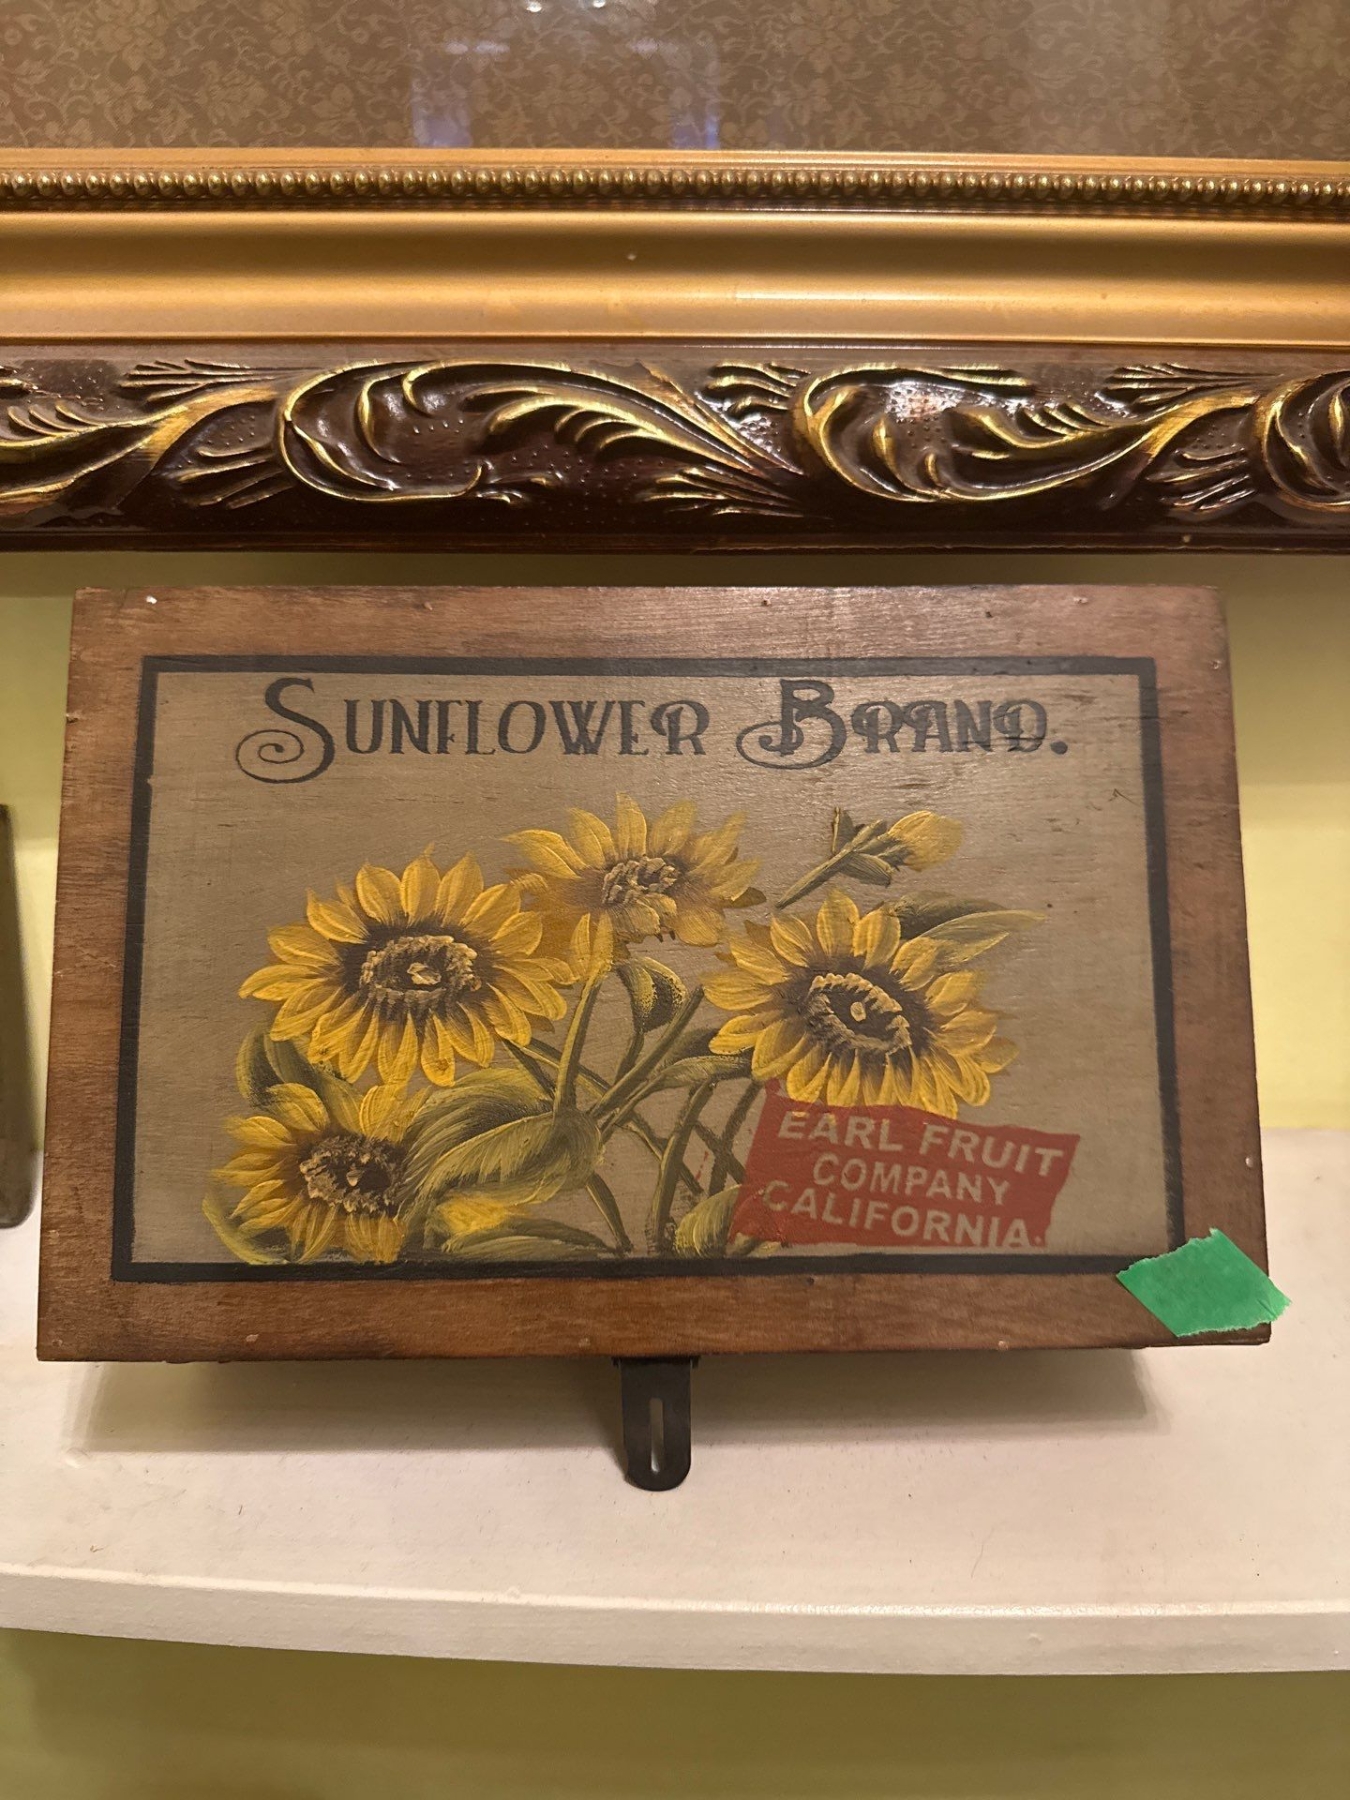 SUNFLOWER BRAND.
EARL FRUIT
COMPANY
CALIFORNIA.